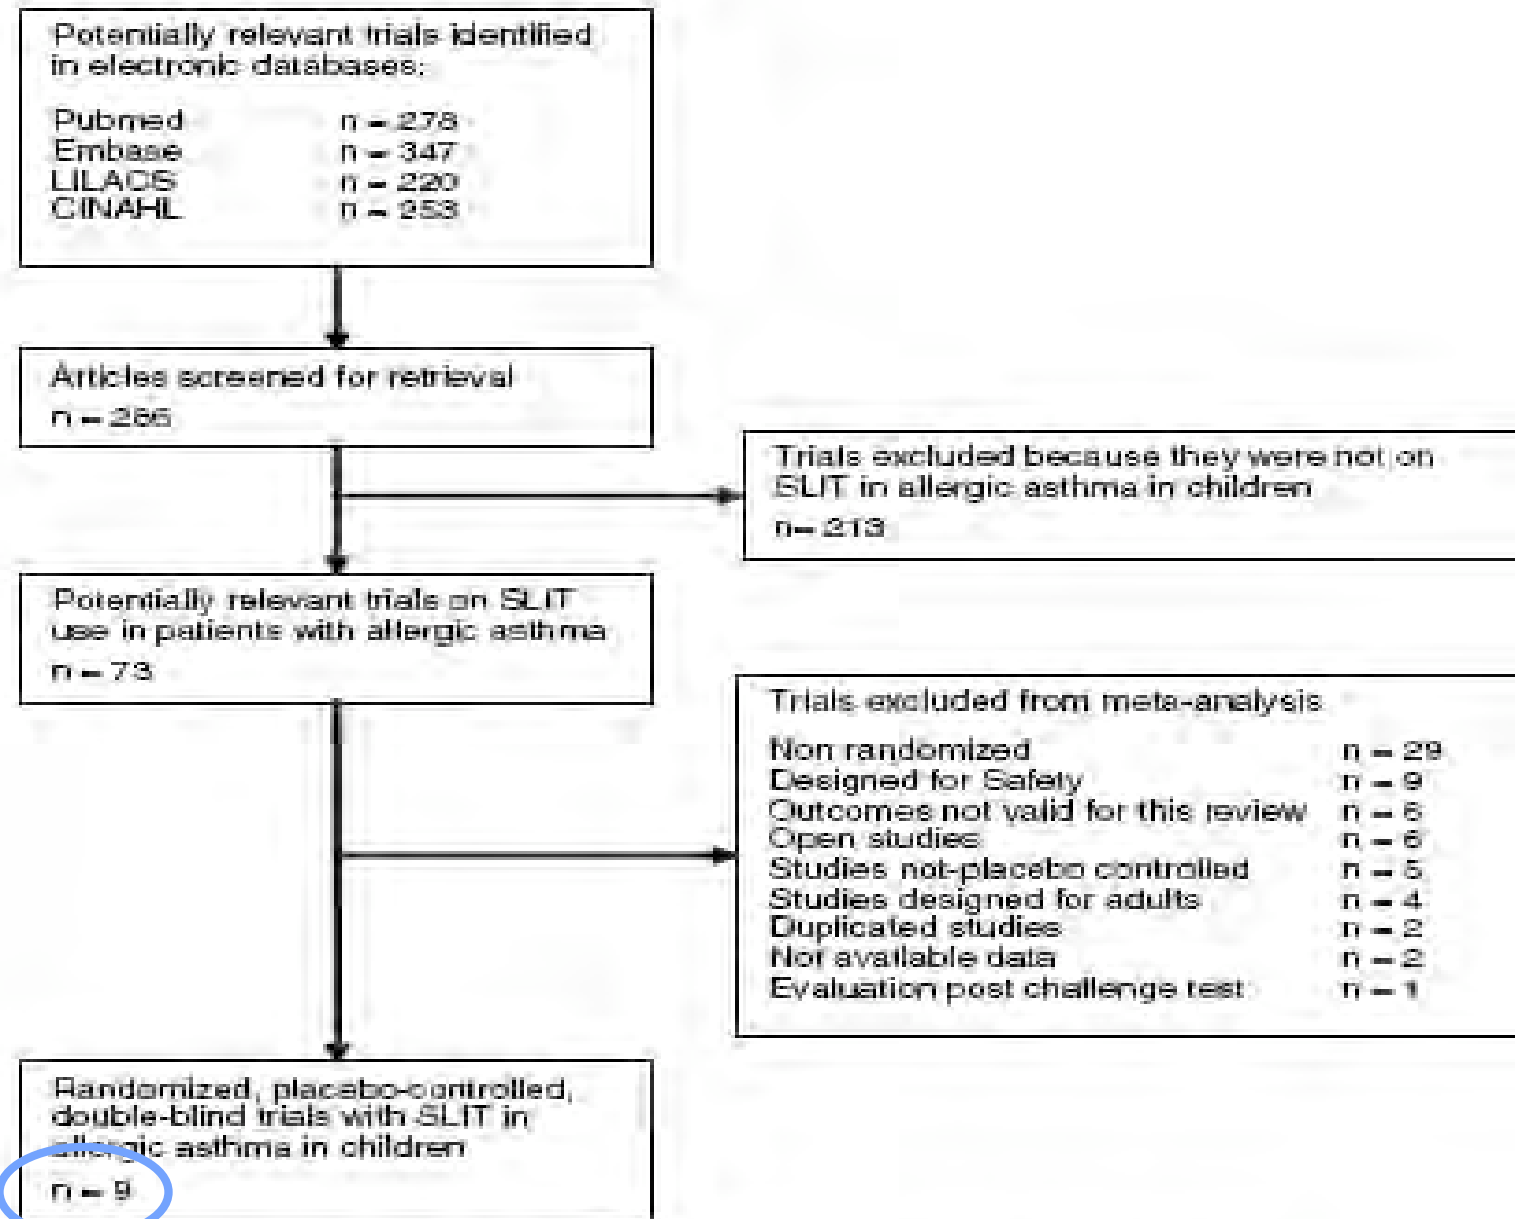 Potentially relevant trials identified
in electronic databases:
Pubmed n = 278
Embase n = 347
LILACS n = 220
CINAHL n = 253
Articles screened for retrieval
n = 286
Trials excluded because they were not on
SLIT in allergic asthma in children
n= 213
Potentially relevant trials on SLIT
use in patients with allergic asthma
n = 73
Trials excluded from meta-analysis
Non randomized n = 29
Designed for Safety n = 9
Outcomes not valid for this review n = 6
Open studies n = 6
Studies not-placebo controlled n = 5
Studies designed for adults n = 4
Duplicated studies n = 2
Not available data n = 2
Evaluation post challenge test n = 1
Randomized, placebo-controlled,
double-blind trials with SLIT in
allergic asthma in children
n = 9